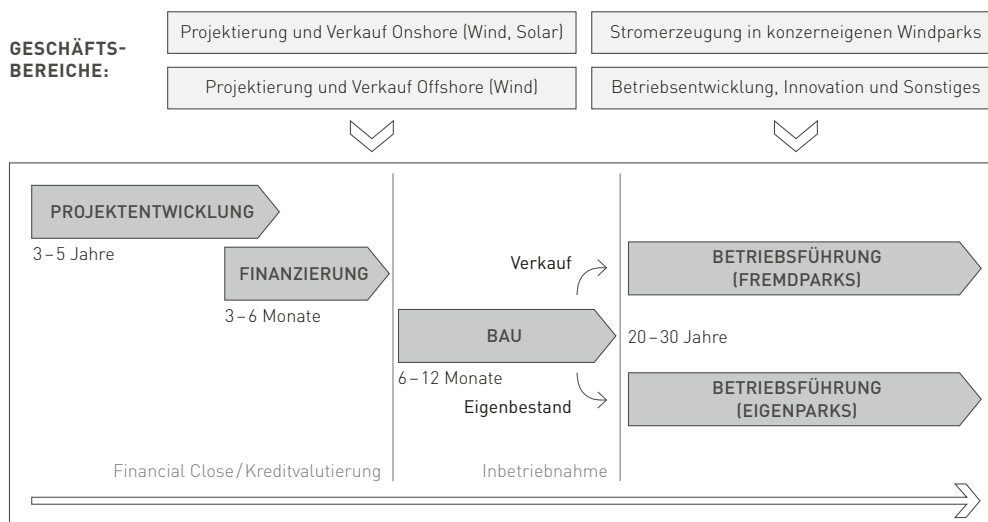 GESCHÄFTS-
BEREICHE:
Projektierung und Verkauf Onshore (Wind, Solar)
Stromerzeugung in konzerneigenen Windparks
Projektierung und Verkauf Offshore (Wind)
Betriebsentwicklung, Innovation und Sonstiges
PROJEKTENTWICKLUNG
3–5 Jahre
FINANZIERUNG
3–6 Monate
BAU
6–12 Monate
Verkauf
Eigenbestand
BETRIEBSFÜHRUNG
(FREMDPARKS)
20–30 Jahre
BETRIEBSFÜHRUNG
(EIGENPARKS)
Financial Close/Kreditvalutierung
Inbetriebnahme